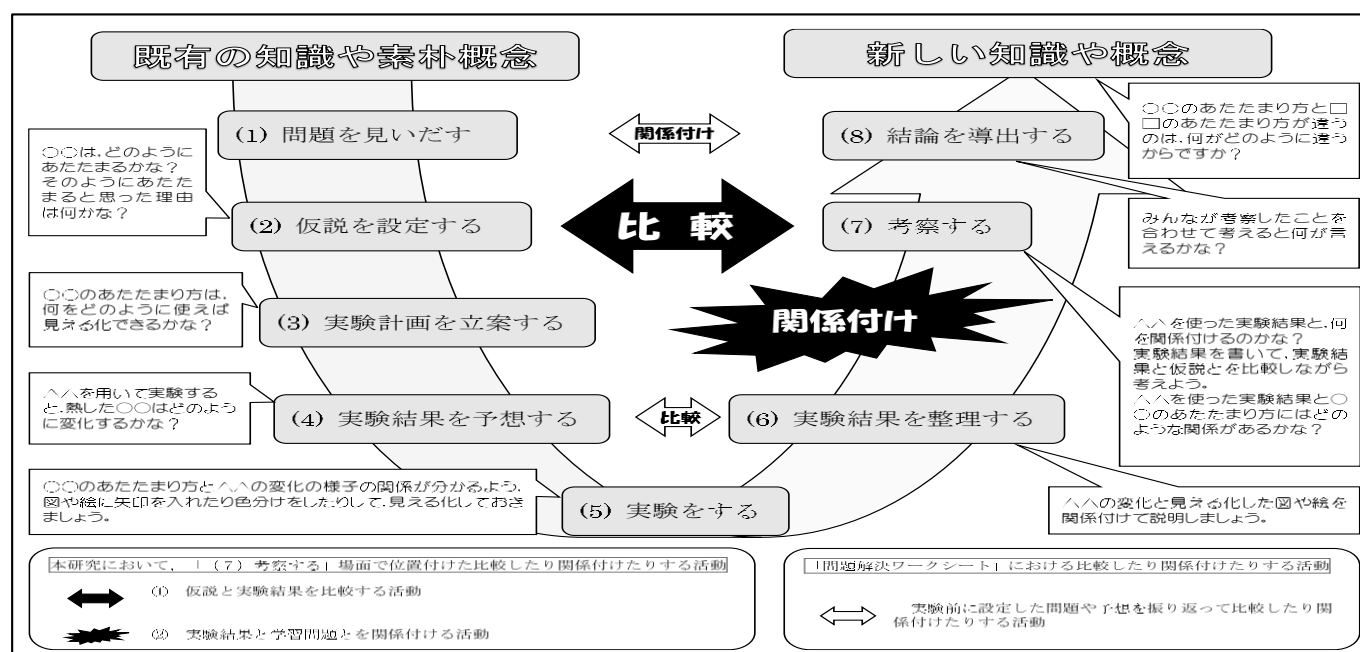 既有の知識や素朴概念
新しい知識や概念
(1) 問題を見いだす
関係付け
(8) 結論を導出する
○○は，どのように
あたたまるかな？
そのようにあたた
まると思った理由
は何かな？
○○のあたたまり方と□
□のあたたまり方が違う
のは，何がどのように違う
からですか？
(2) 仮説を設定する
比較
(7) 考察する
みんなが考察したことを
合わせて考えると何が言
えるかな？
○○のあたたまり方は，
何をどのように使えば
見える化できるかな？
(3) 実験計画を立案する
関係付け
△△を使った実験結果と，何
を関係付けるのかな？
実験結果を書いて，実験結
果と仮説とを比較しながら
考えよう。
△△を使った実験結果と○
○のあたたまり方にはどの
ような関係があるかな？
△△を用いて実験する
と，熱した○○はどのよう
に変化するかな？
(4) 実験結果を予想する
比較
(6) 実験結果を整理する
○○のあたたまり方と△△の変化の様子の関係が分かるよう，
図や絵に矢印を入れたり色分けをしたりして，見える化しておき
ましょう。
(5) 実験をする
△△の変化と見える化した図や絵を
関係付けて説明しましょう。
本研究において，「（７）考察する」場面で位置付けた比較したり関係付けたりする活動
① 仮説と実験結果を比較する活動
② 実験結果と学習問題とを関係付ける活動
「問題解決ワークシート」における比較したり関係付けたりする活動
実験前に設定した問題や予想を振り返って比較したり関
係付けたりする活動